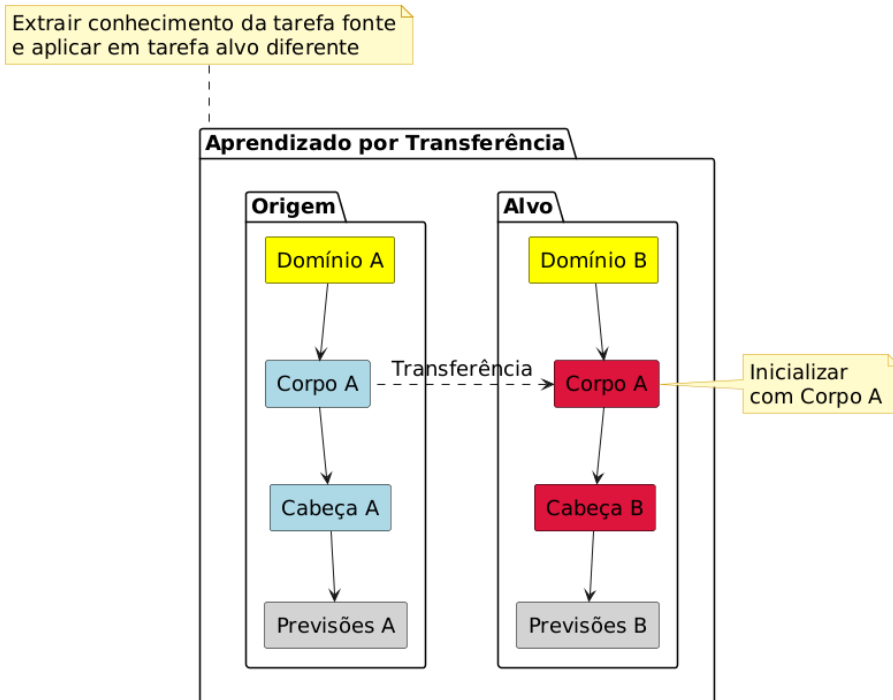 Extrair conhecimento da tarefa fonte
e aplicar em tarefa alvo diferente
Aprendizado por Transferência
Origem
Alvo
Domínio A
Domínio B
Transferência
Corpo A
Corpo A
Inicializar
com Corpo A
Cabeça A
Cabeça B
Previsões A
Previsões B